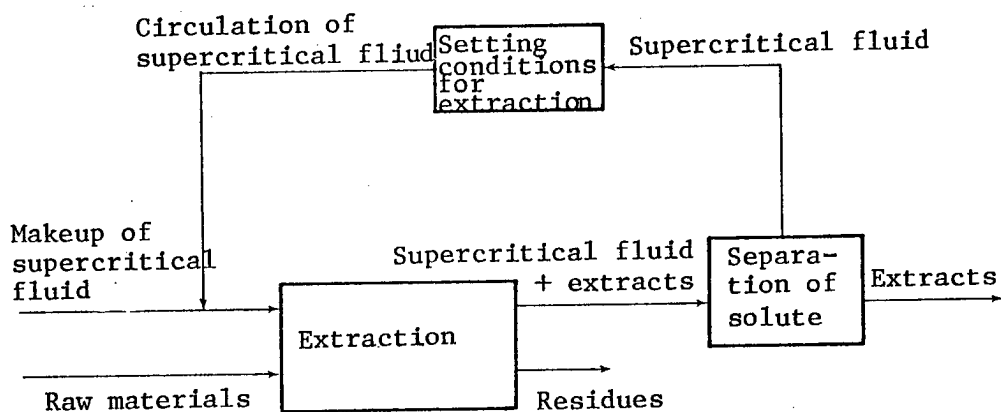 Circulation of
supercritical fliud
Setting
conditions
for
extraction
Supercritical fluid
Makeup of
supercritical
fluid
Supercritical fluid
+ extracts
Separa-
tion of
solute
Extracts
Extraction
Raw materials
Residues